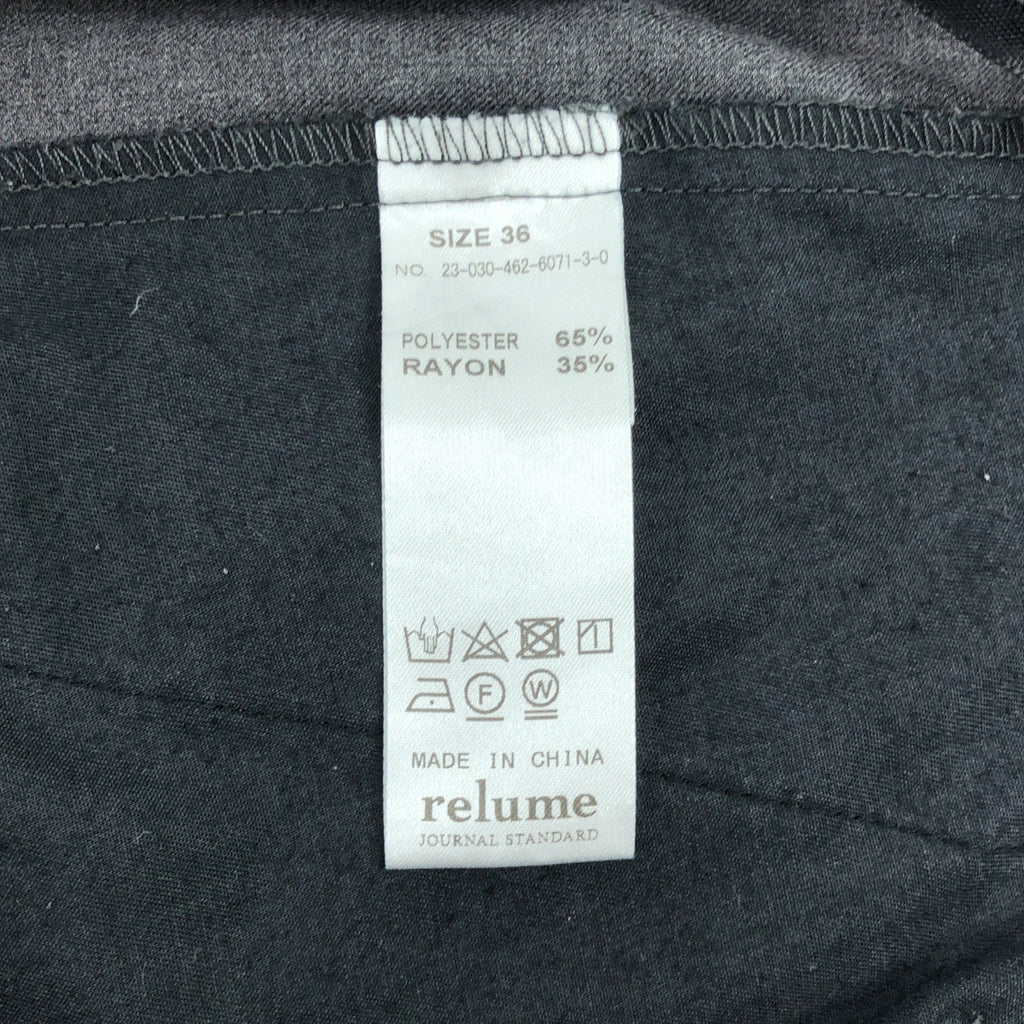 SIZE 36
NO. 23-030-462-6071-3-0
POLYESTER 65%
RAYON 35%
F W
MADE IN CHINA
relume
JOURNAL STANDARD